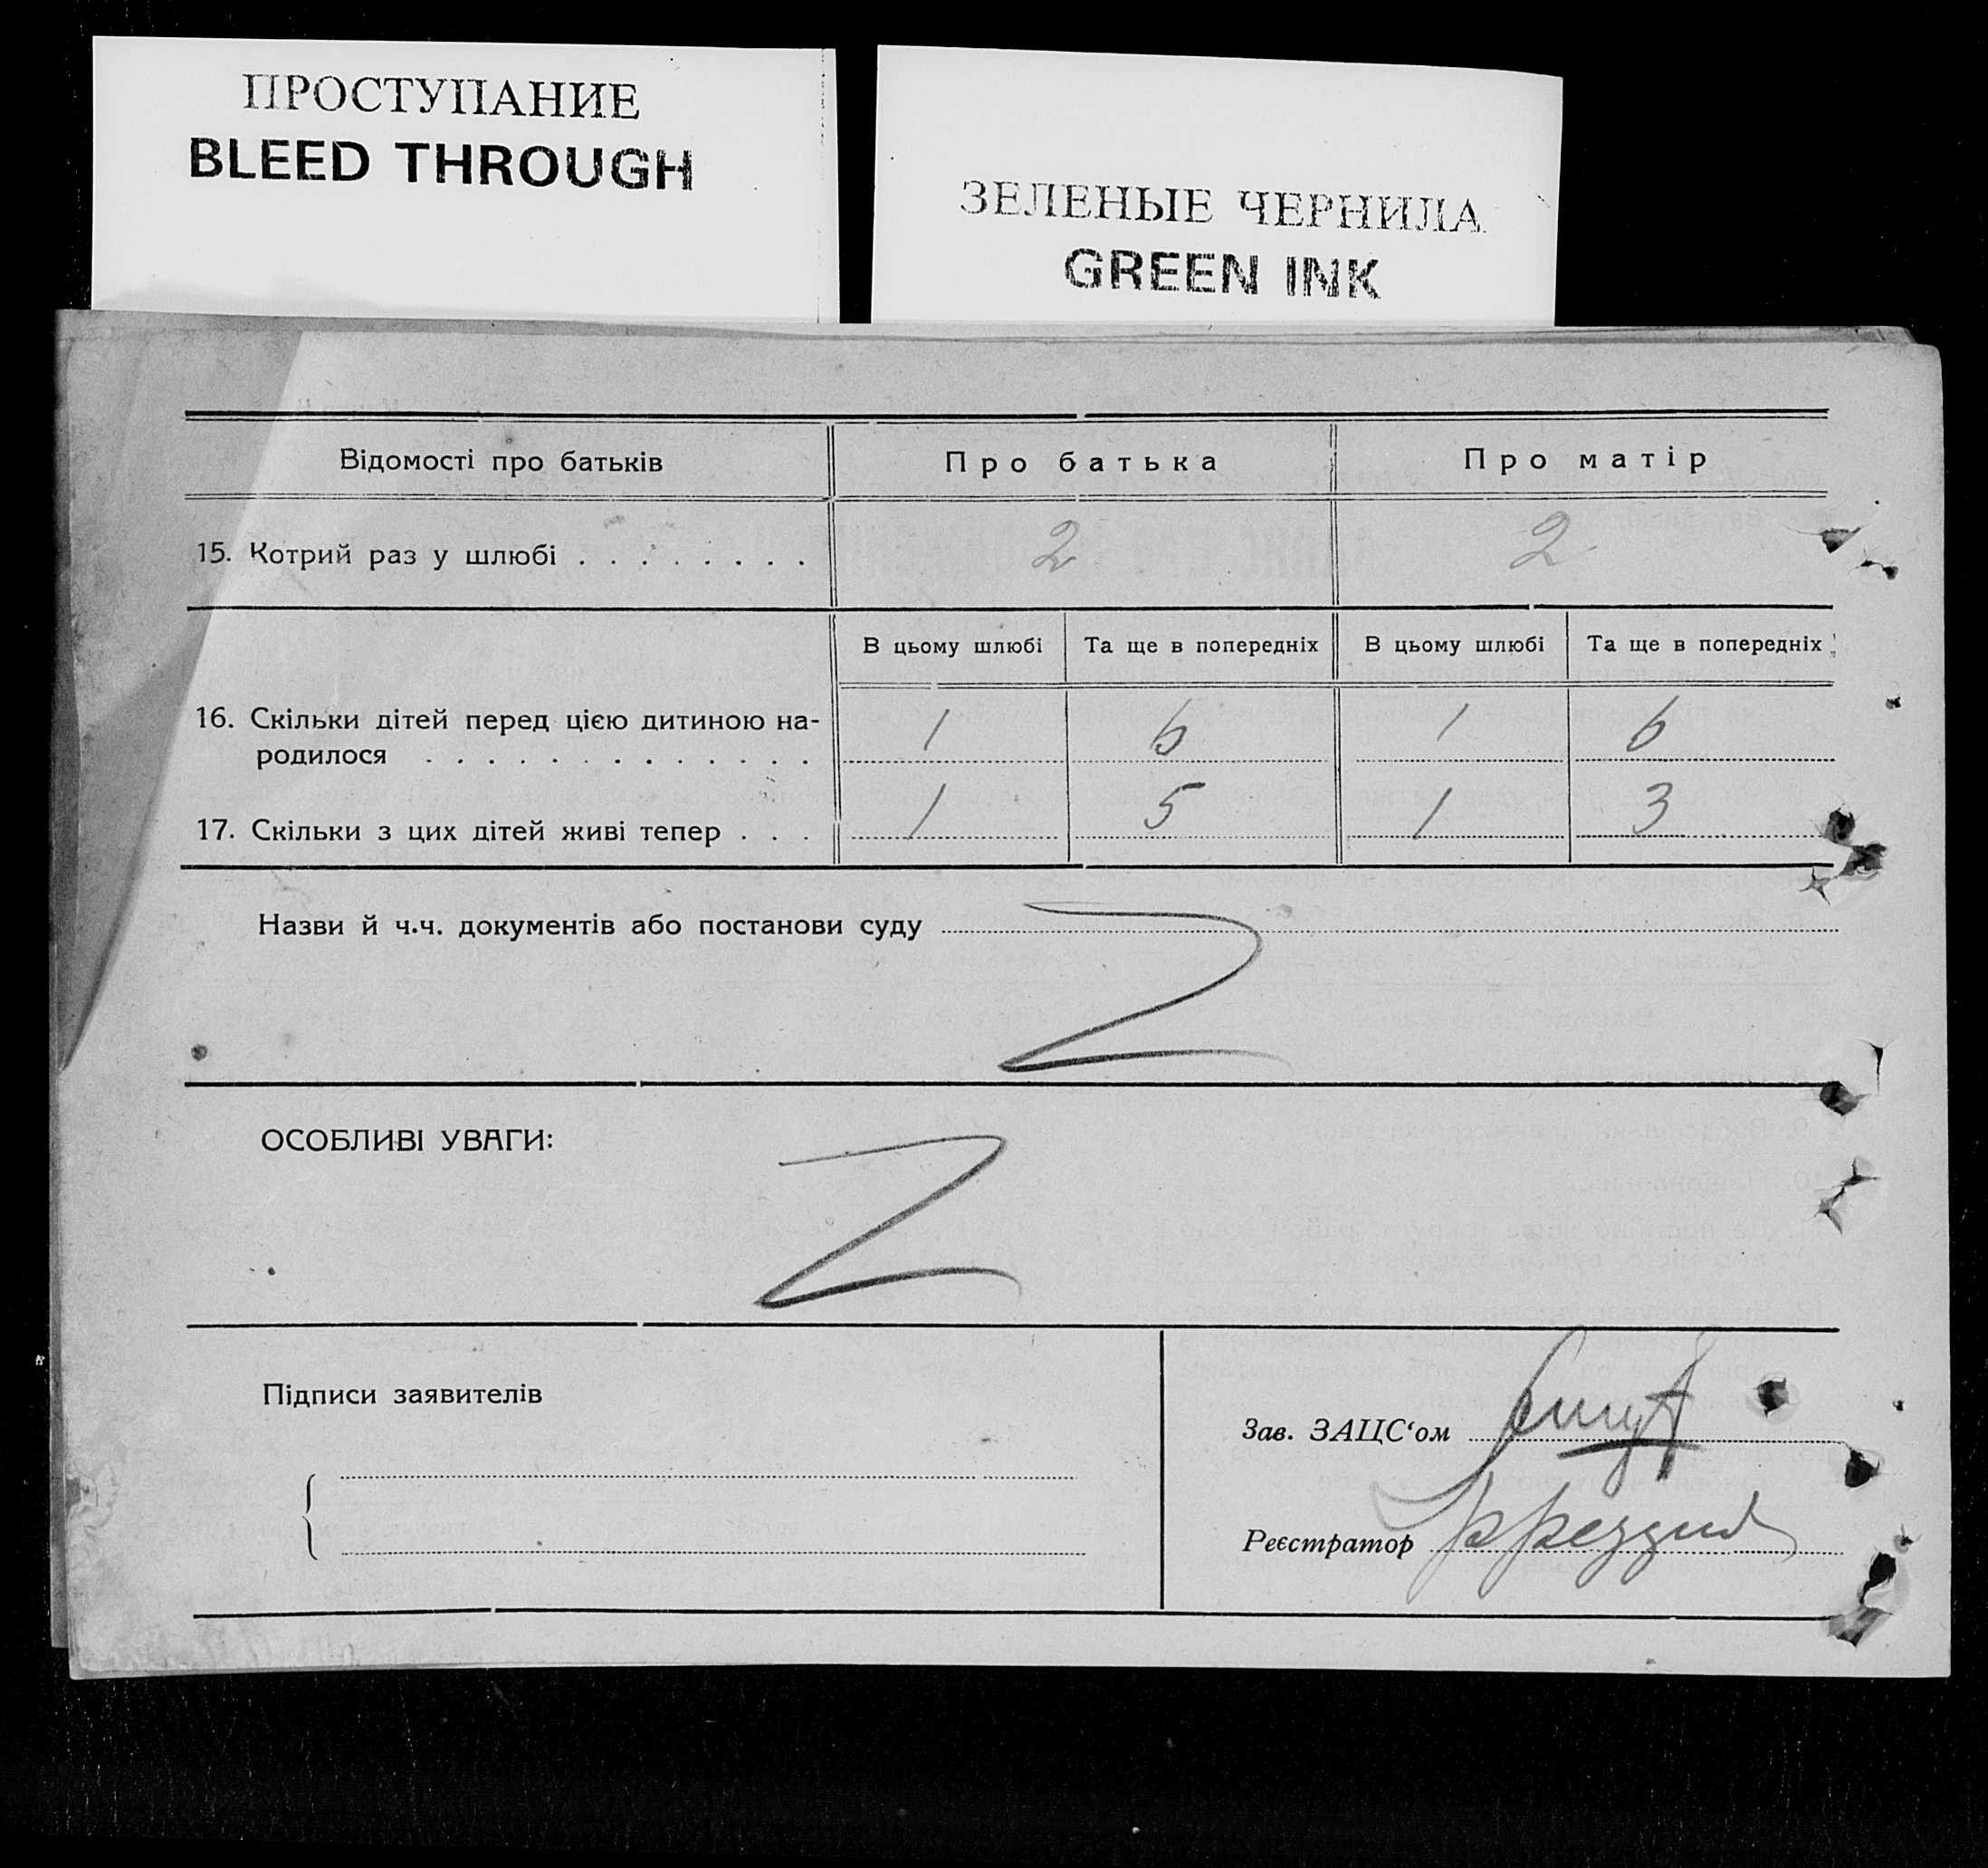 ПРОСТУПАНИЕ
BLEED THROUGH
ЗЕЛЕНЫЕ ЧЕРНИЛА
GREEN INK
Відомості про батьків Про батька Про матір
15. Котрий раз у шлюбі . . . . . . . . 2 2
В цьому шлюбі Та ще в попередніх В цьому шлюбі Та ще в попередніх
16. Скільки дітей перед цією дитиною на-
родилося . . . . . . . . . . . . . 1 6 1 6
17. Скільки з цих дітей живі тепер . . . 1 5 1 3
Назви й ч.ч. документів або постанови суду
ОСОБЛИВІ УВАГИ:
Підписи заявителів
Зав. ЗАЦС‘ом
Реєстратор